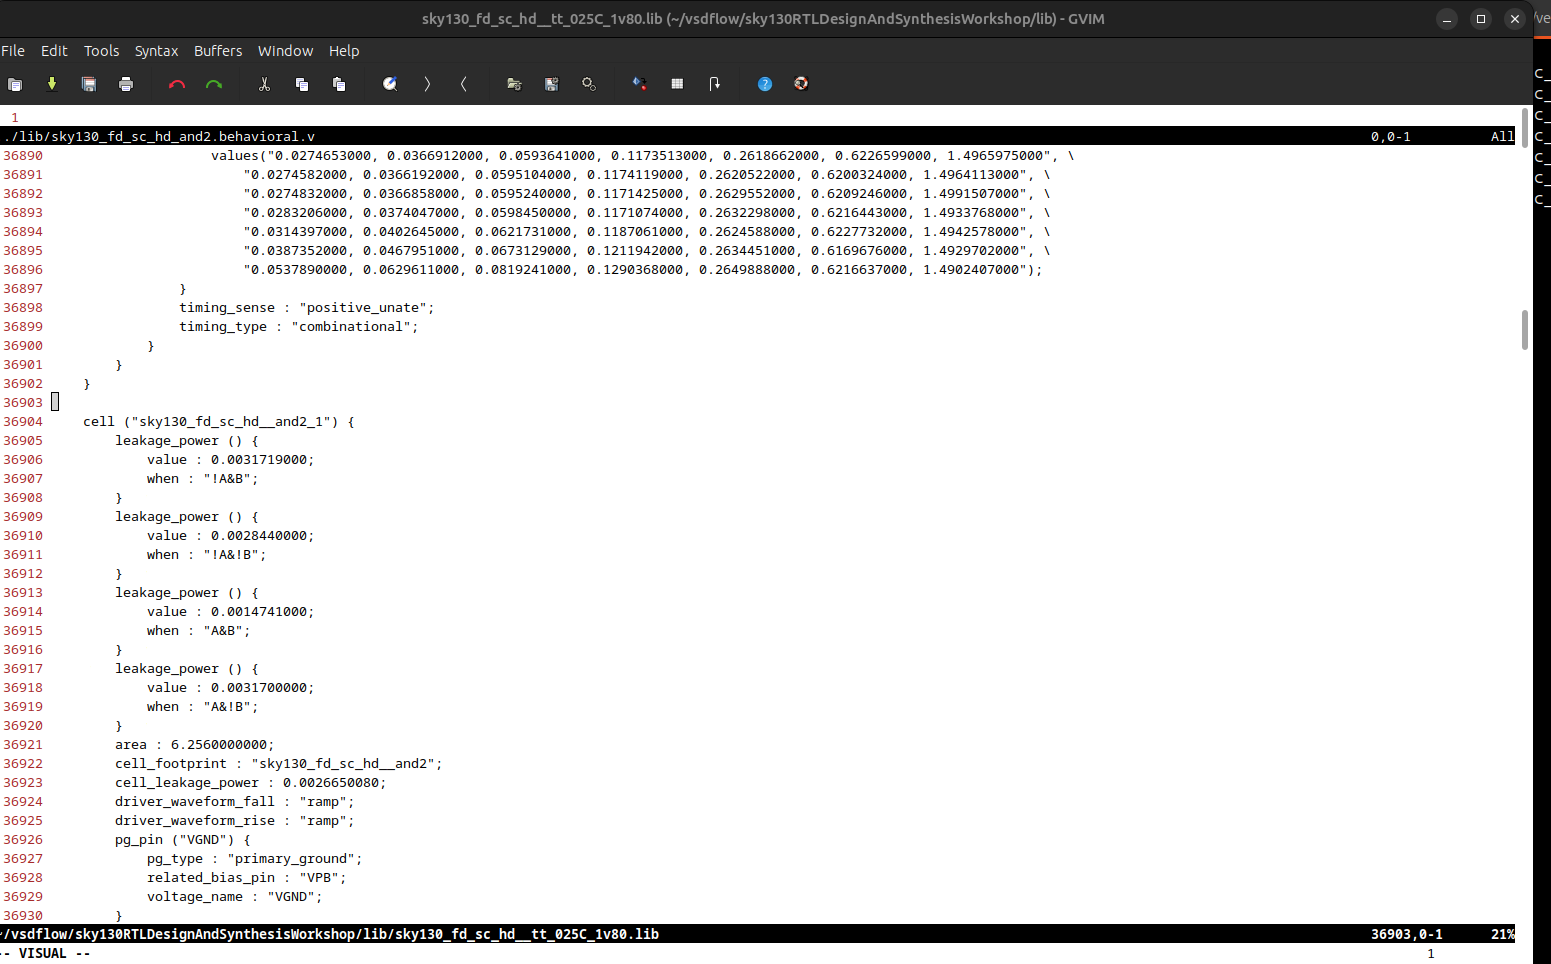 sky130_fd_sc_hd__tt_025C_1v80.lib (~/vsdflow/sky130RTLDesignAndSynthesisWorkshop/lib) - GVIM
File Edit Tools Syntax Buffers Window Help
1
./lib/sky130_fd_sc_hd_and2.behavioral.v 0,0-1 All
36890 values("0.0274653000, 0.0366912000, 0.0593641000, 0.1173513000, 0.2618662000, 0.6226599000, 1.4965975000", \
36891 "0.0274582000, 0.0366192000, 0.0595104000, 0.1174119000, 0.2620522000, 0.6200324000, 1.4964113000", \
36892 "0.0274832000, 0.0366858000, 0.0595240000, 0.1171425000, 0.2629552000, 0.6209246000, 1.4991507000", \
36893 "0.0283206000, 0.0374047000, 0.0598450000, 0.1171074000, 0.2632298000, 0.6216443000, 1.4933768000", \
36894 "0.0314397000, 0.0402645000, 0.0621731000, 0.1187061000, 0.2624588000, 0.6227732000, 1.4942578000", \
36895 "0.0387352000, 0.0467951000, 0.0673129000, 0.1211942000, 0.2634451000, 0.6169676000, 1.4929702000", \
36896 "0.0537890000, 0.0629611000, 0.0819241000, 0.1290368000, 0.2649888000, 0.6216637000, 1.4902407000");
36897 }
36898 timing_sense : "positive_unate";
36899 timing_type : "combinational";
36900 }
36901 }
36902 }
36903
36904 cell ("sky130_fd_sc_hd__and2_1") {
36905 leakage_power () {
36906 value : 0.0031719000;
36907 when : "!A&B";
36908 }
36909 leakage_power () {
36910 value : 0.0028440000;
36911 when : "!A&!B";
36912 }
36913 leakage_power () {
36914 value : 0.0014741000;
36915 when : "A&B";
36916 }
36917 leakage_power () {
36918 value : 0.0031700000;
36919 when : "A&!B";
36920 }
36921 area : 6.2560000000;
36922 cell_footprint : "sky130_fd_sc_hd__and2";
36923 cell_leakage_power : 0.0026650080;
36924 driver_waveform_fall : "ramp";
36925 driver_waveform_rise : "ramp";
36926 pg_pin ("VGND") {
36927 pg_type : "primary_ground";
36928 related_bias_pin : "VPB";
36929 voltage_name : "VGND";
36930 }
~/vsdflow/sky130RTLDesignAndSynthesisWorkshop/lib/sky130_fd_sc_hd__tt_025C_1v80.lib 36903,0-1 21%
-- VISUAL -- 1
/ve
c_
c_
c_
c_
c_
c_
c_